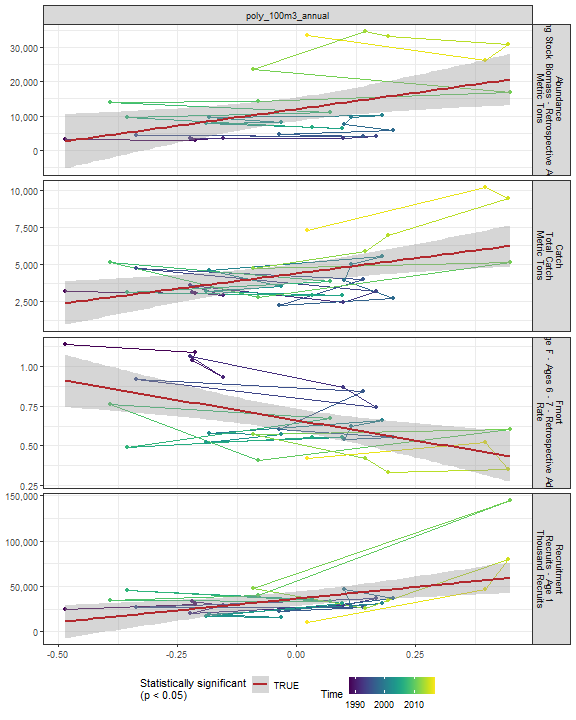 poly_100m3_annual
30,000
20,000
10,000
0
Abundance
Stock Biomass - Retrospective
Metric Tons
10,000
7,500
5,000
2,500
Catch
Total Catch
Metric Tons
1.00
0.75
0.50
0.25
Fmort
F - Ages 6 - 7 - Retrospective
Rate
150,000
100,000
50,000
0
Recruitment
Recruits - Age 1
Thousand Recruits
-0.50
-0.25
0.00
0.25
Statistically significant
(p < 0.05)
TRUE
Time
1990
2000
2010